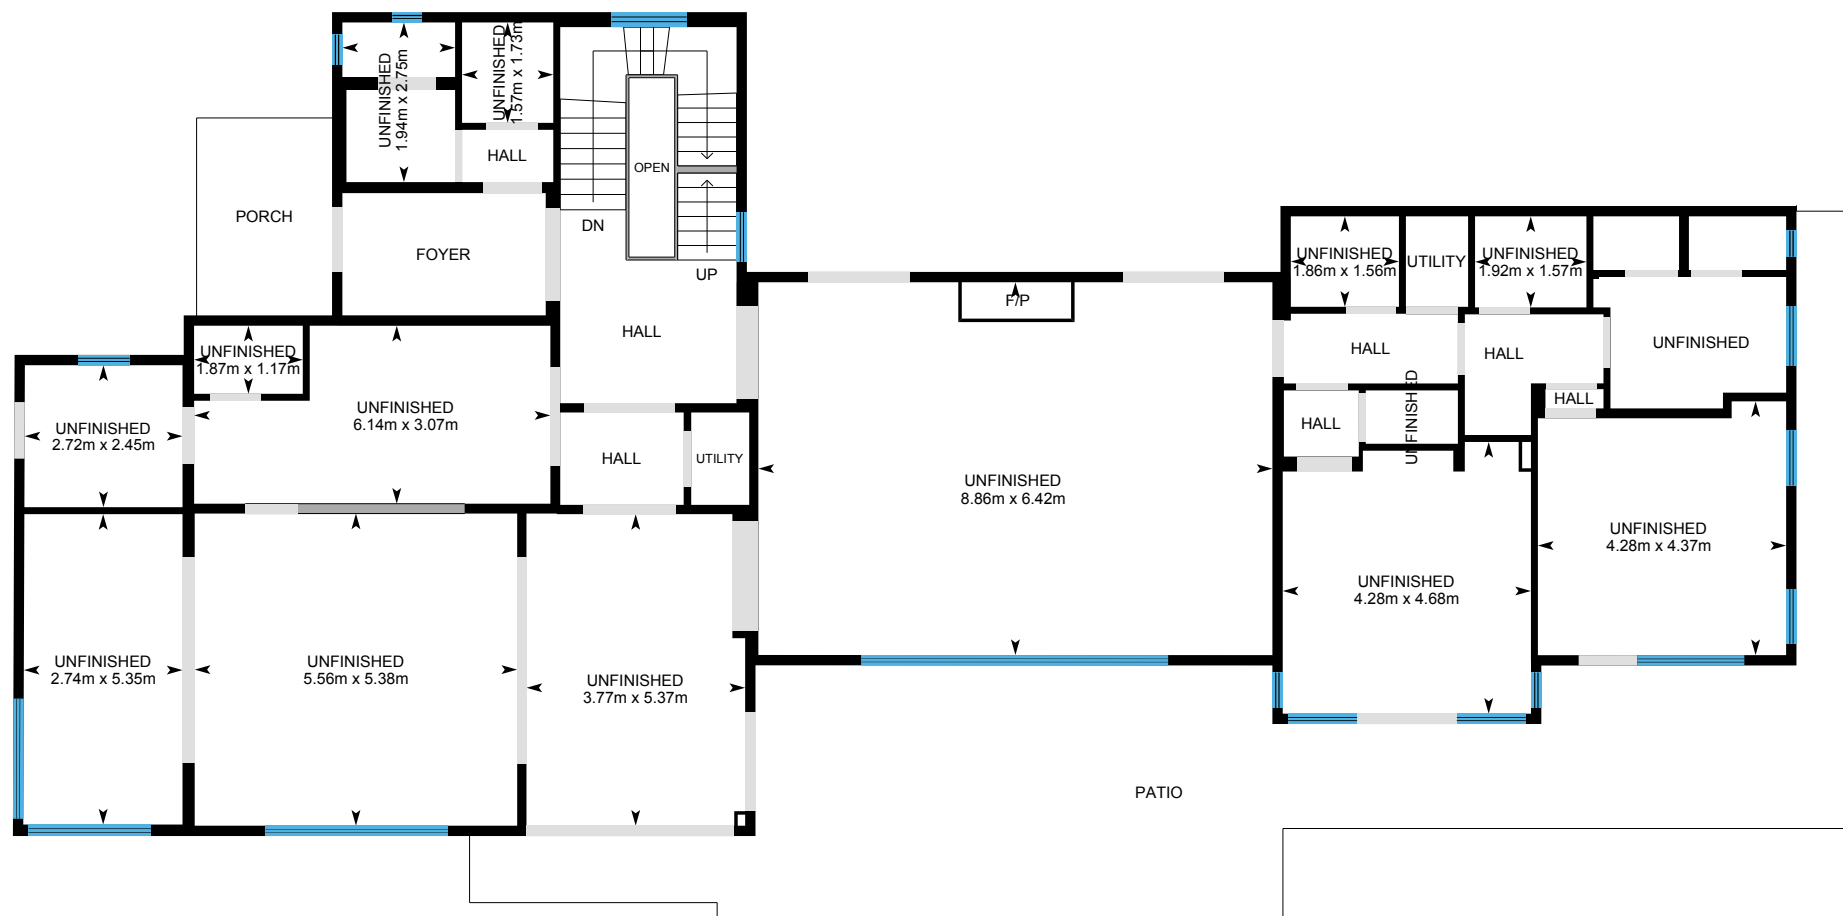 UNFINISHED
1.94m x 2.75m
UNFINISHED
1.57m x 1.73m
HALL
OPEN
PORCH
DN
FOYER
UP
HALL
UNFINISHED
1.87m x 1.17m
UNFINISHED
6.14m x 3.07m
UNFINISHED
2.72m x 2.45m
HALL
UTILITY
F/P
UNFINISHED
8.86m x 6.42m
UNFINISHED
1.86m x 1.56m
UTILITY
UNFINISHED
1.92m x 1.57m
HALL
HALL
UNFINISHED
HALL
HALL
UNFINISHED
UNFINISHED
4.28m x 4.37m
UNFINISHED
4.28m x 4.68m
UNFINISHED
2.74m x 5.35m
UNFINISHED
5.56m x 5.38m
UNFINISHED
3.77m x 5.37m
PATIO